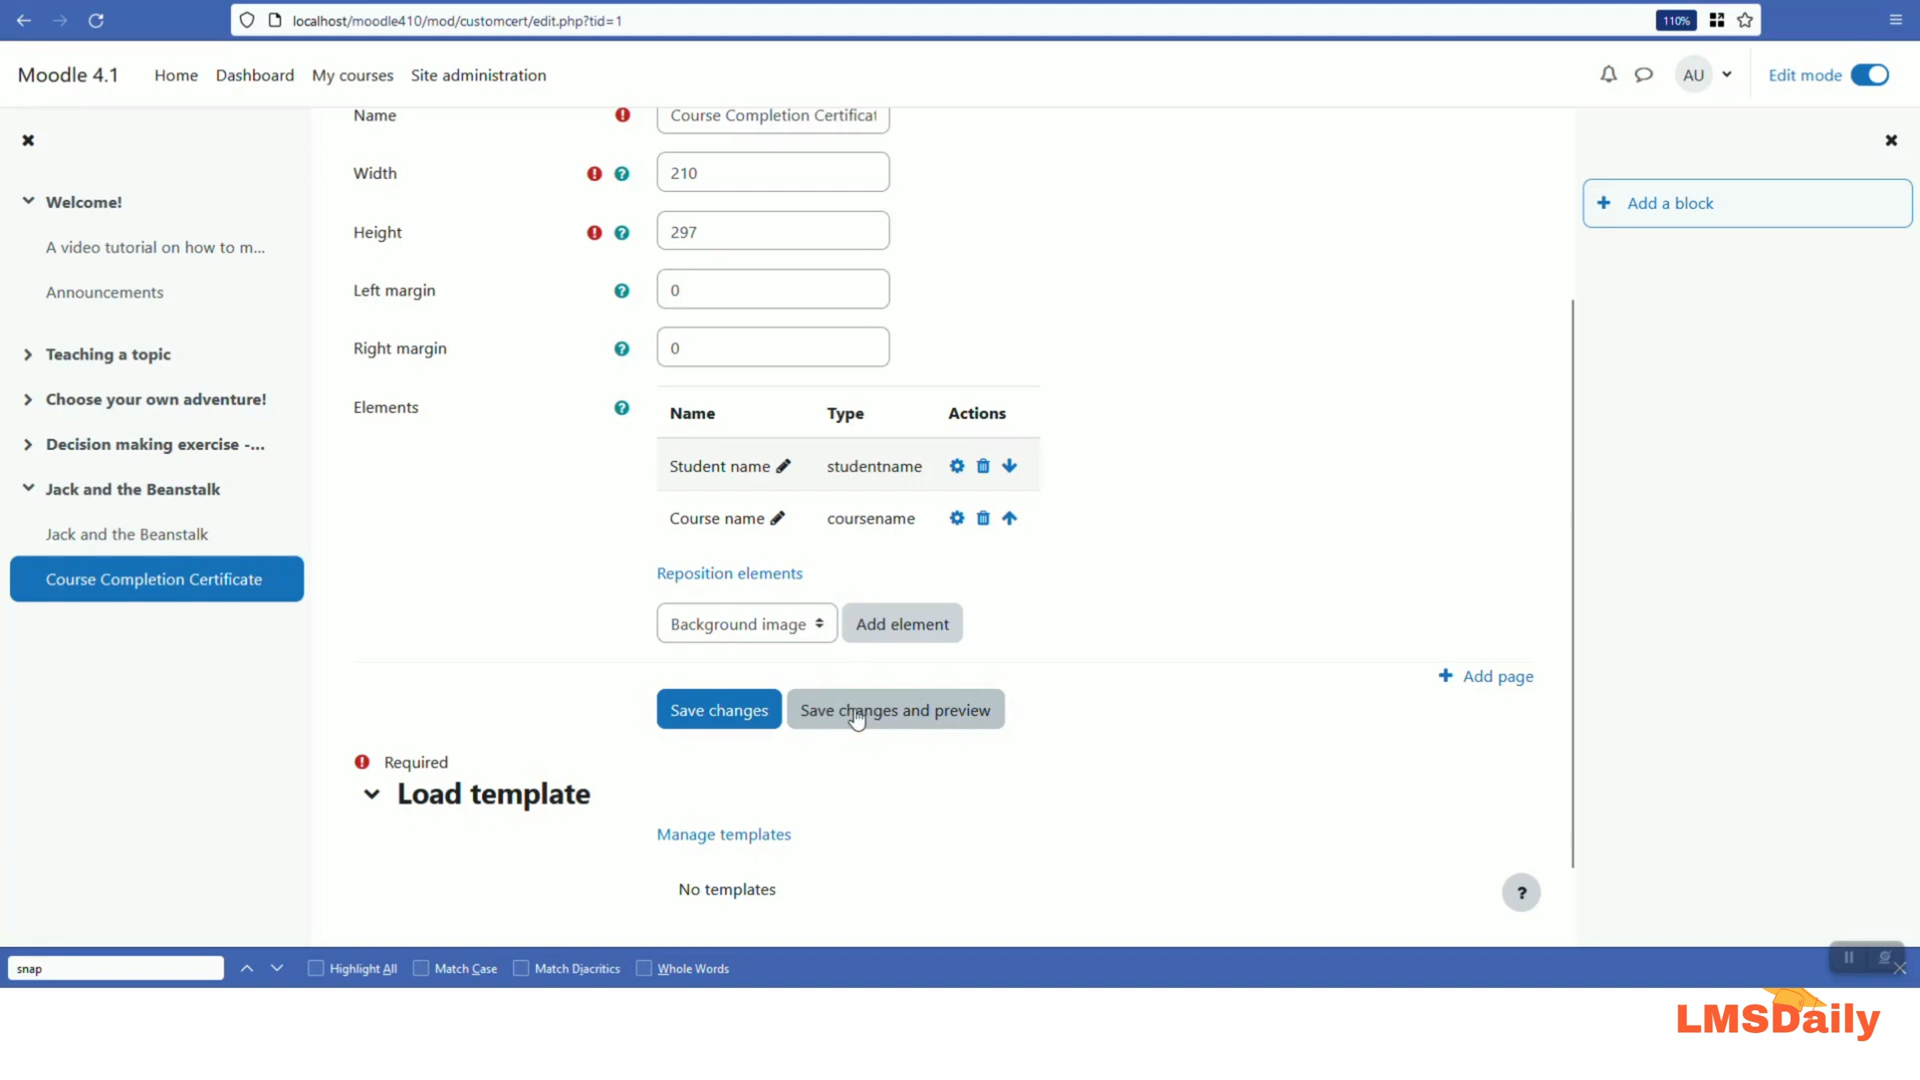 localhost/moodle410/mod/customcert/edit.php?tid=1
110%
Moodle 4.1 Home Dashboard My courses Site administration
AU Edit mode
Welcome!
A video tutorial on how to m...
Announcements
Teaching a topic
Choose your own adventure!
Decision making exercise -...
Jack and the Beanstalk
Jack and the Beanstalk
Course Completion Certificate
Name Course Completion Certificat
Width 210
Height 297
Left margin 0
Right margin 0
Elements
Name Type Actions
Student name studentname
Course name coursename
Reposition elements
Background image Add element
Add page
Save changes Save changes and preview
Required
Load template
Manage templates
No templates
?
Add a block
snap Highlight All Match Case Match Diacritics Whole Words
LMSDaily